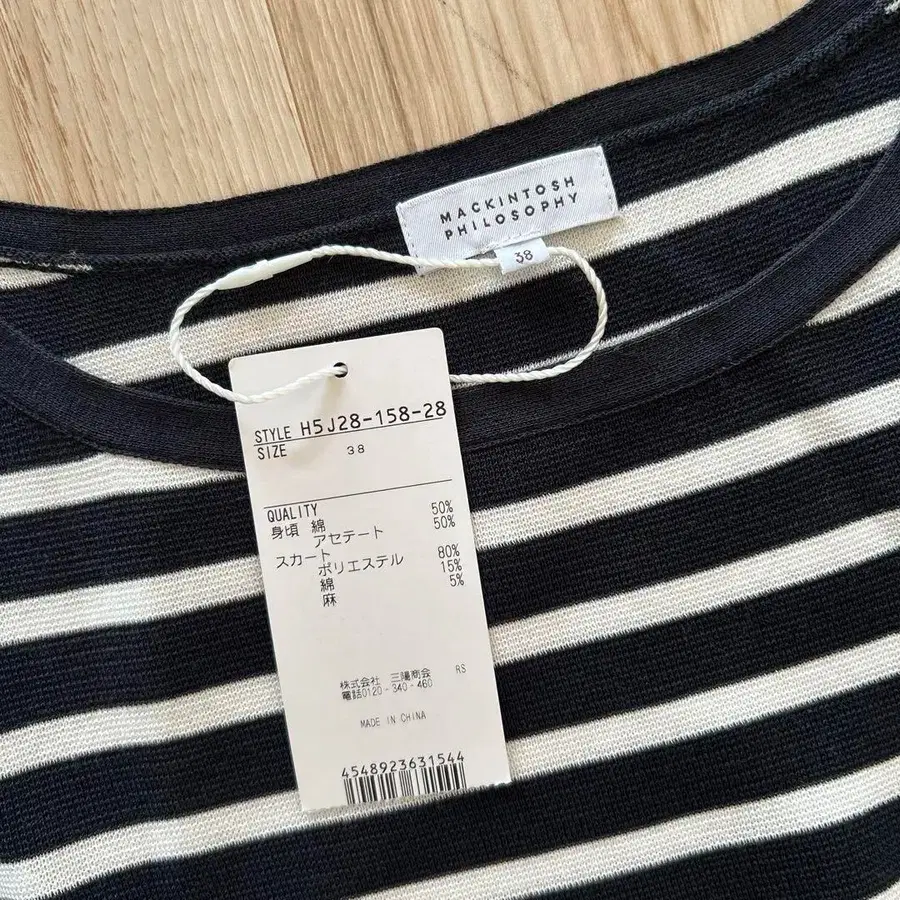 MACKINTOSH
PHILOSOPHY
38
STYLE H5J28-158-28
SIZE 38
QUALITY
身頃 綿 50%
アセテート 50%
スカート
ポリエステル 80%
綿 15%
麻 5%
株式会社 三陽商会 RS
電話0120-340-460
MADE IN CHINA
4548923631544